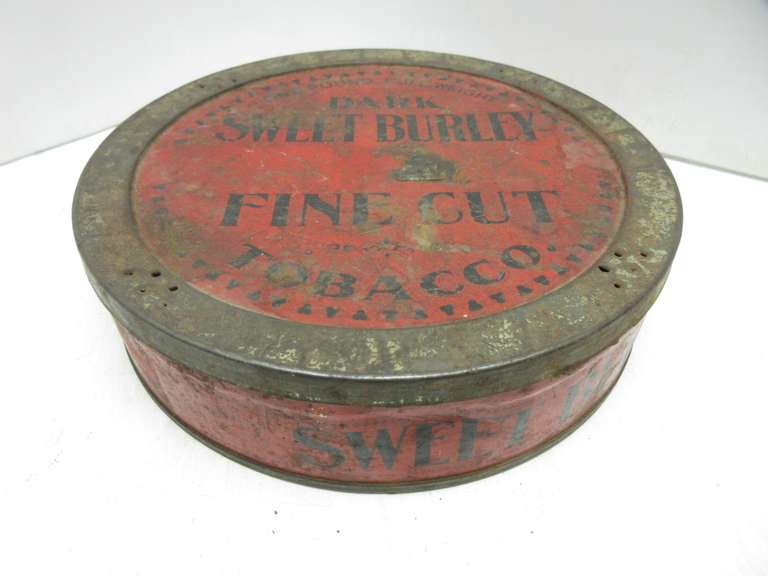 DARK
SWEET BURLEY
FINE CUT
TOBACCO
SWEET